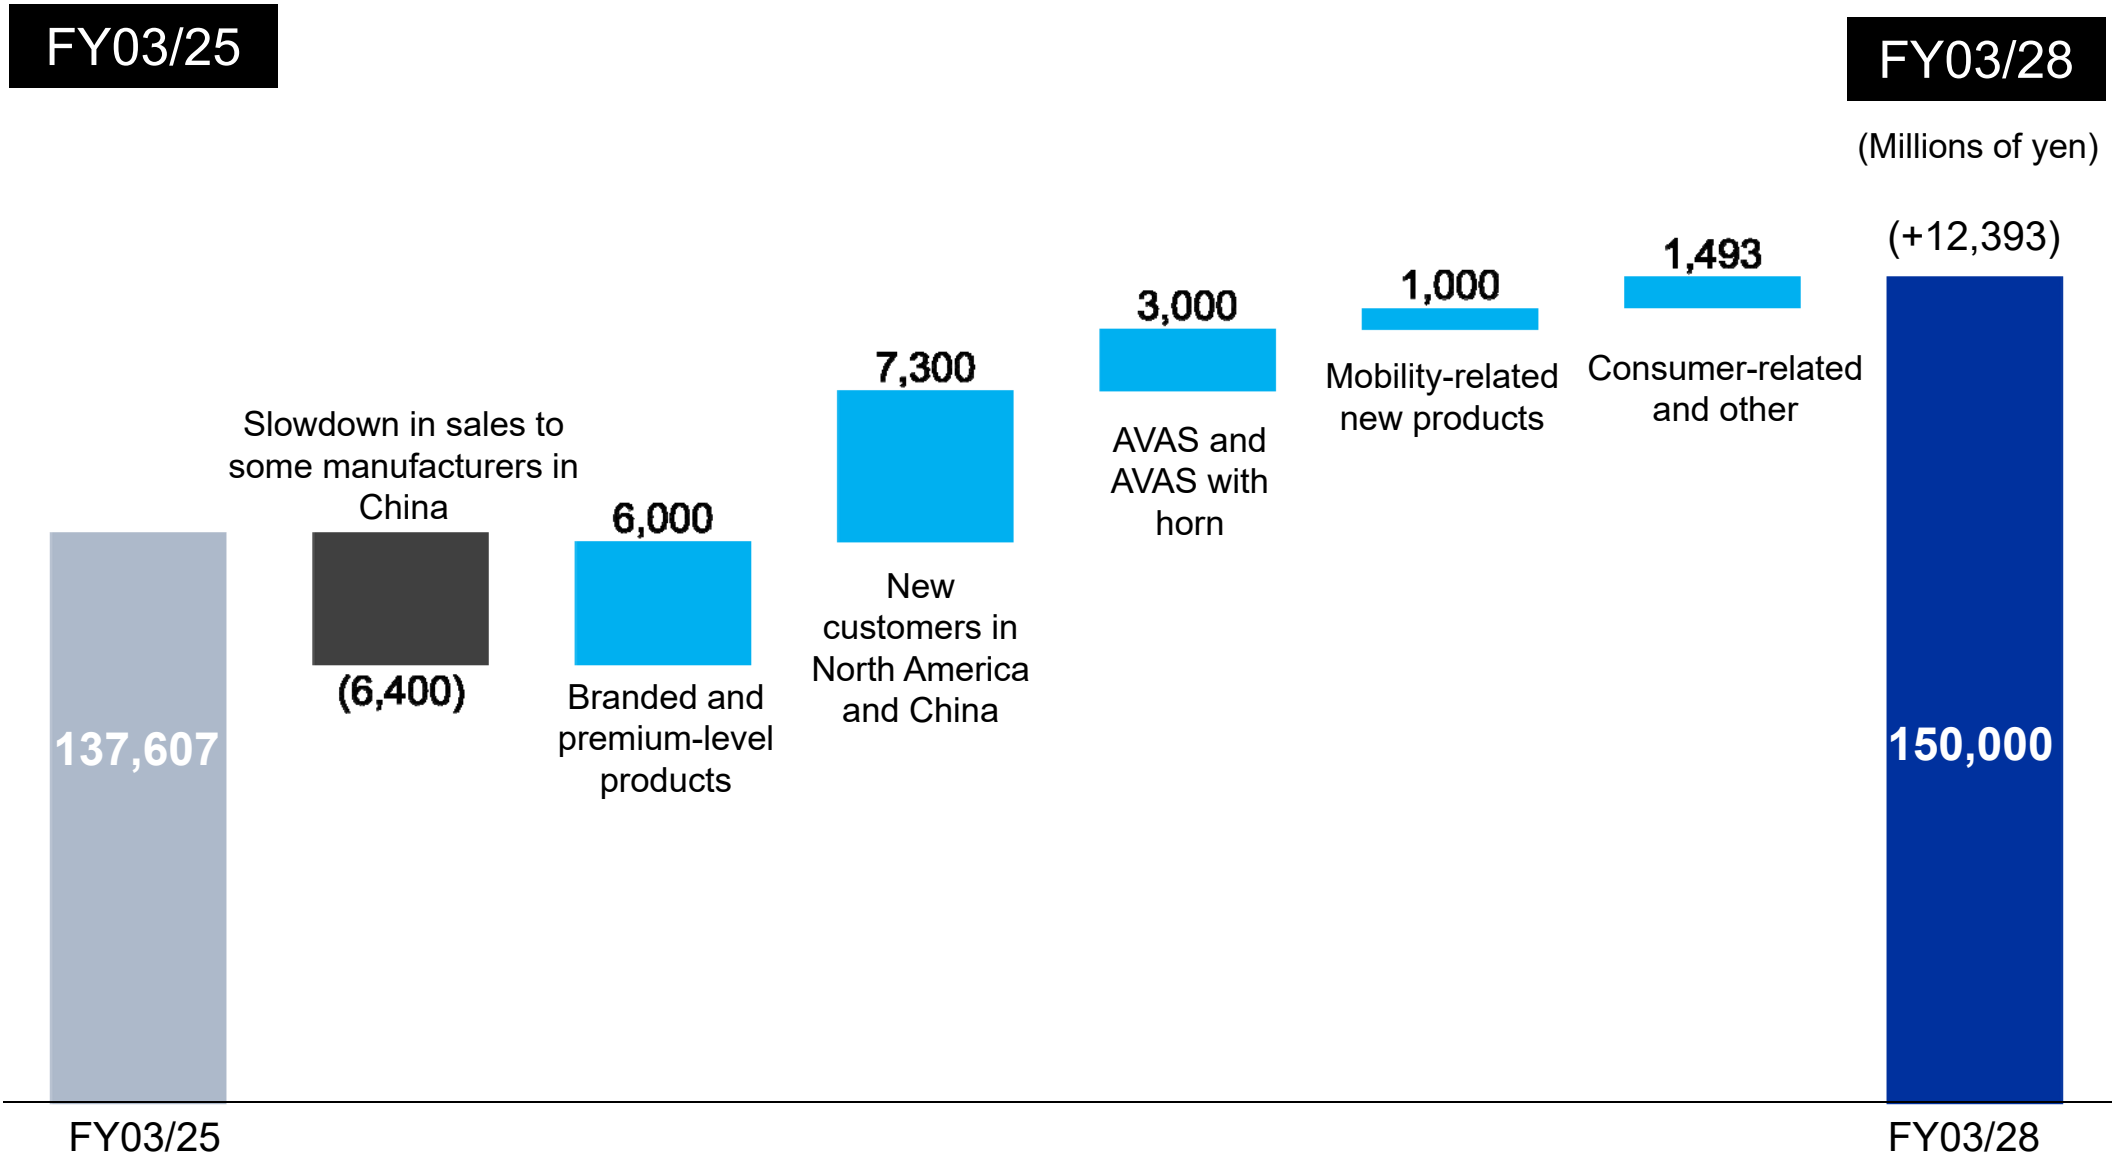 FY03/25
FY03/28
(Millions of yen)
(+12,393)
1,493
1,000
3,000
Consumer-related
and other
7,300
Mobility-related
new products
Slowdown in sales to
some manufacturers in
China
AVAS and
AVAS with
horn
6,000
New
customers in
North America
and China
(6,400)
Branded and
premium-level
products
137,607
150,000
FY03/25
FY03/28